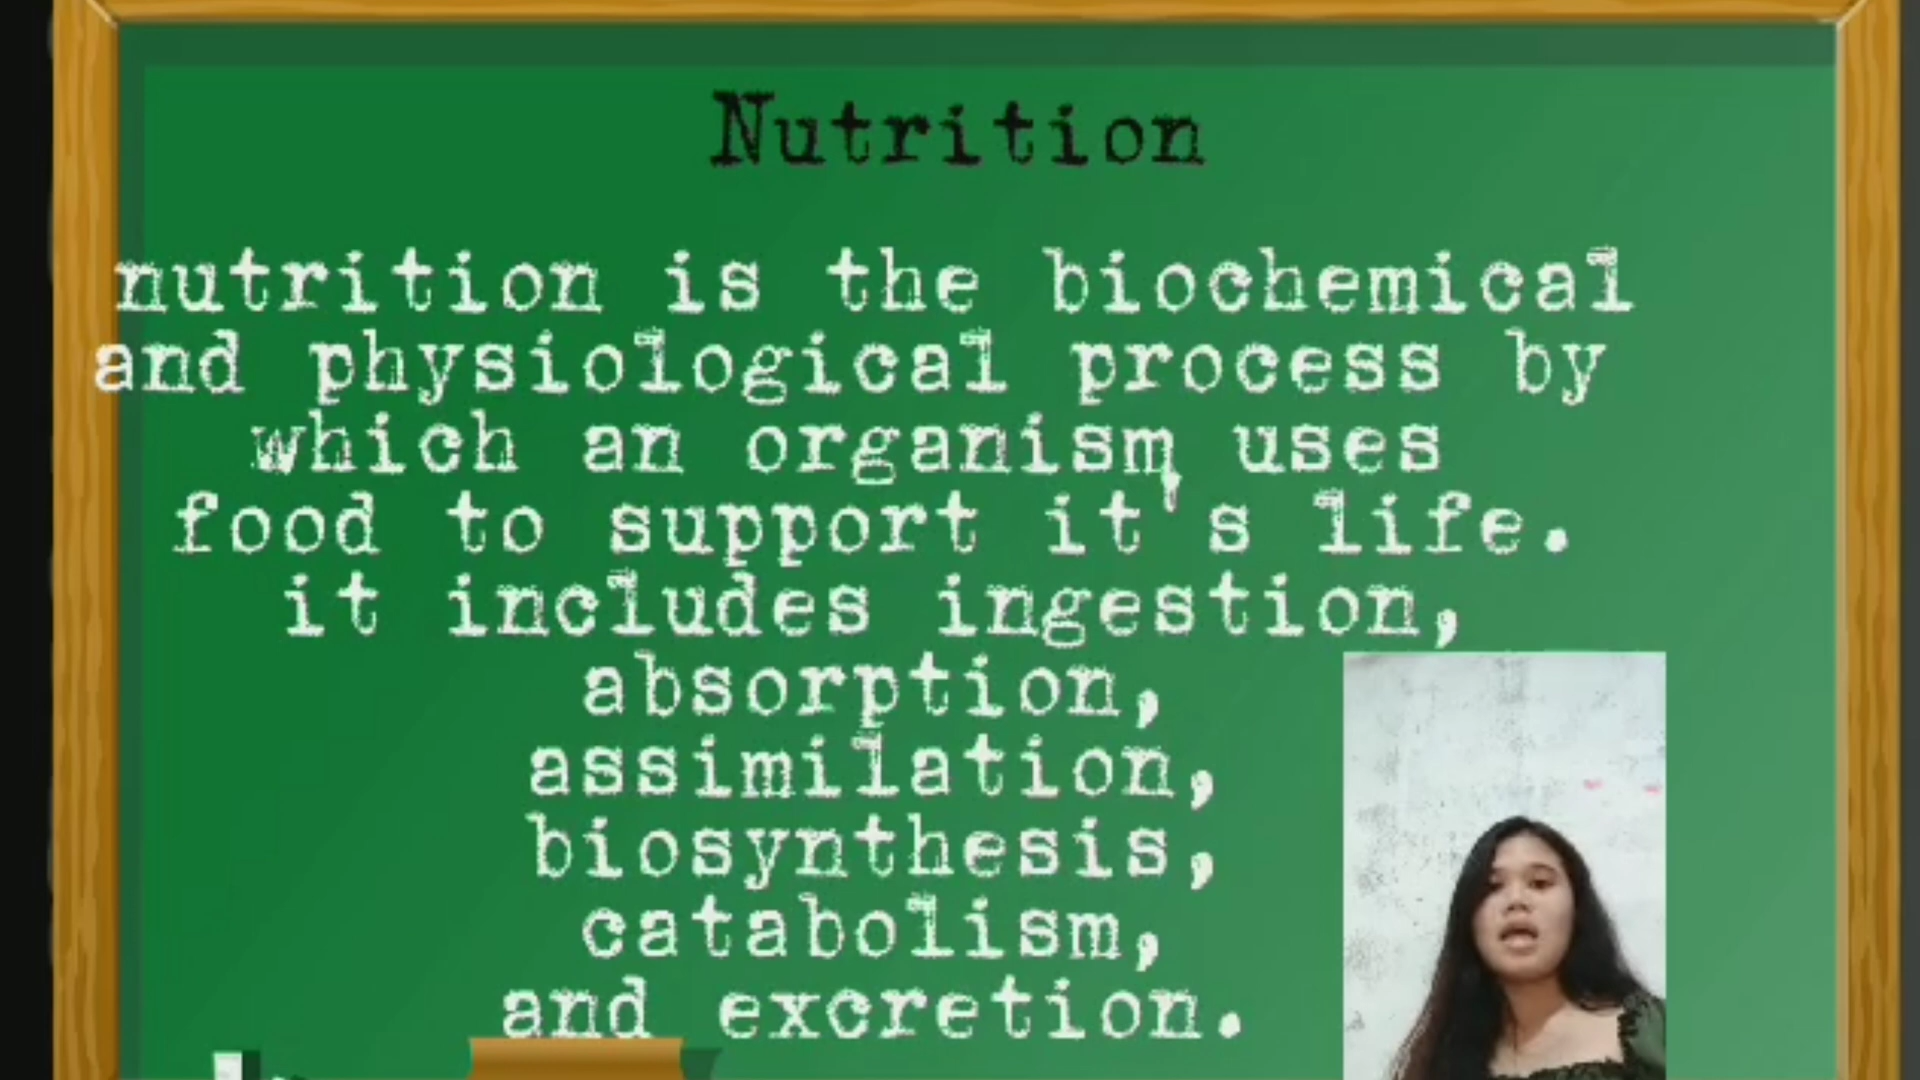 Nutrition
nutrition is the biochemical
and physiological process by
which an organism uses
food to support it's life.
it includes ingestion,
absorption,
assimilation,
biosynthesis,
catabolism,
and excretion.